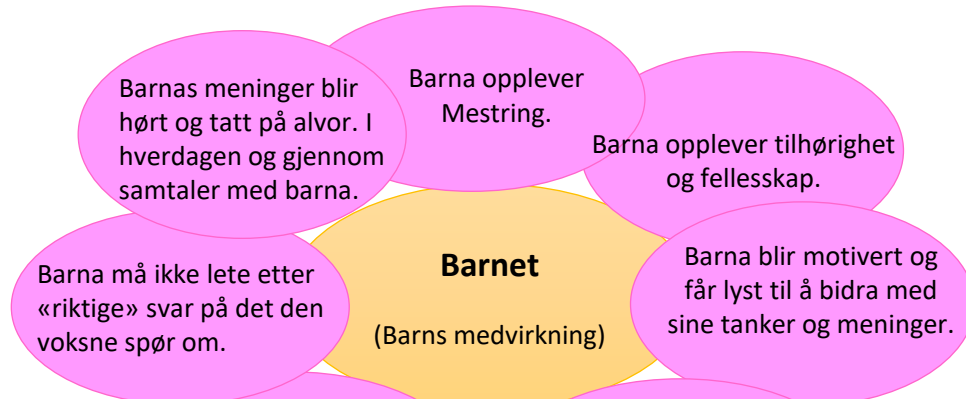 Barnas meninger blir
hørt og tatt på alvor. I
hverdagen og gjennom
samtaler med barna.
Barna opplever
Mestring.
Barna opplever tilhørighet
og fellesskap.
Barna må ikke lete etter
«riktige» svar på det den
voksne spør om.
Barnet
(Barns medvirkning)
Barna blir motivert og
får lyst til å bidra med
sine tanker og meninger.